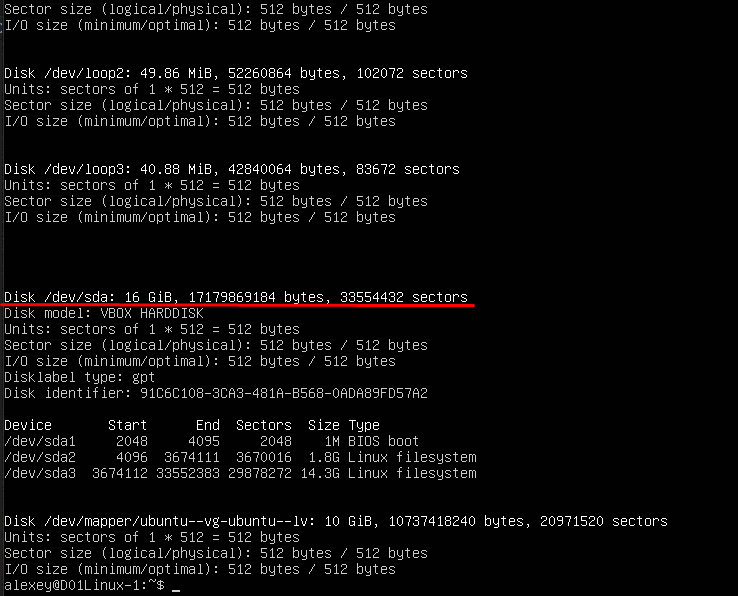 Sector size (logical/physical): 512 bytes / 512 bytes
I/O size (minimum/optimal): 512 bytes / 512 bytes
Disk /dev/loop2: 49.86 MiB, 52260864 bytes, 102072 sectors
Units: sectors of 1 * 512 = 512 bytes
Sector size (logical/physical): 512 bytes / 512 bytes
I/O size (minimum/optimal): 512 bytes / 512 bytes
Disk /dev/loop3: 40.88 MiB, 42840064 bytes, 83672 sectors
Units: sectors of 1 * 512 = 512 bytes
Sector size (logical/physical): 512 bytes / 512 bytes
I/O size (minimum/optimal): 512 bytes / 512 bytes
Disk /dev/sda: 16 GiB, 17179869184 bytes, 33554432 sectors
Disk model: VBOX HARDDISK
Units: sectors of 1 * 512 = 512 bytes
Sector size (logical/physical): 512 bytes / 512 bytes
I/O size (minimum/optimal): 512 bytes / 512 bytes
Disklabel type: gpt
Disk identifier: 91C6C108-3CA3-481A-B568-0ADA89FD57A2
Device Start End Sectors Size Type
/dev/sda1 2048 4095 2048 1M BIOS boot
/dev/sda2 4096 3674111 3670016 1.8G Linux filesystem
/dev/sda3 3674112 33552383 29878272 14.3G Linux filesystem
Disk /dev/mapper/ubuntu--vg-ubuntu--lv: 10 GiB, 10737418240 bytes, 20971520 sectors
Units: sectors of 1 * 512 = 512 bytes
Sector size (logical/physical): 512 bytes / 512 bytes
I/O size (minimum/optimal): 512 bytes / 512 bytes
alexey@D01Linux-1:~$ _